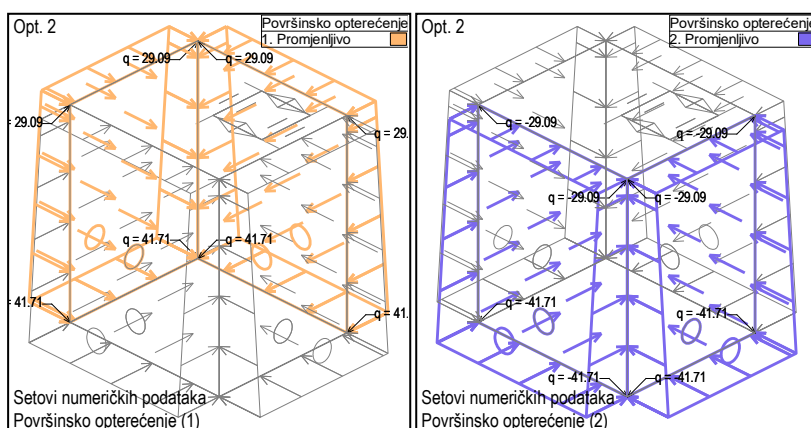 Opt. 2
Površinsko opterećenje
1. Promjenljivo
q = 29.09
q = 29.09
29.09
q = 41.71
q = 41.71
41.71
Setovi numeričkih podataka
Površinsko opterećenje (1)
Opt. 2
Površinsko opterećenje
2. Promjenljivo
q = -29.09
q = -29.09
q = -29.09
q = -29.09
q = -41.71
q = -41.71
q = -41.71
q = -41.71
Setovi numeričkih podataka
Površinsko opterećenje (2)